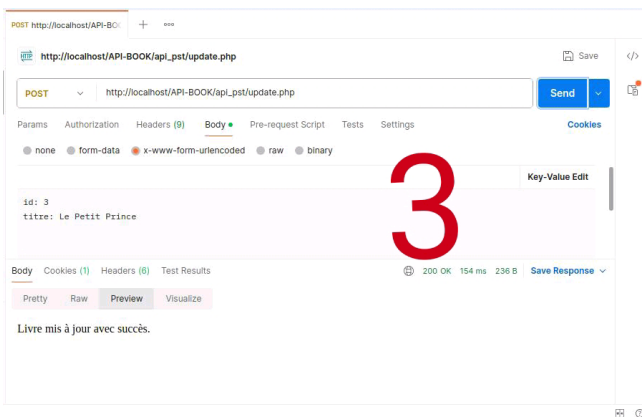 POST http://localhost/API-BO
http://localhost/API-BOOK/api_pst/update.php
Save
POST http://localhost/API-BOOK/api_pst/update.php Send
Params Authorization Headers (9) Body Pre-request Script Tests Settings Cookies
none form-data x-www-form-urlencoded raw binary
Key-Value Edit
id: 3
titre: Le Petit Prince
3
Body Cookies (1) Headers (6) Test Results 200 OK 154 ms 236 B Save Response
Pretty Raw Preview Visualize
Livre mis à jour avec succès.